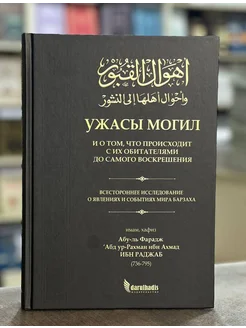 أهوال القبور
وأحوال أهلها إلى النشور
УЖАСЫ МОГИЛ
И О ТОМ, ЧТО ПРОИСХОДИТ
С ИХ ОБИТАТЕЛЯМИ
ДО САМОГО ВОСКРЕШЕНИЯ
ВСЕСТОРОННЕЕ ИССЛЕДОВАНИЕ
О ЯВЛЕНИЯХ И СОБЫТИЯХ МИРА БАРЗАХА
имам, хафиз
Абу-ль Фарадж
'Абд ур-Рахман ибн Ахмад
ИБН РАДЖАБ
(736-795)
darulhadis